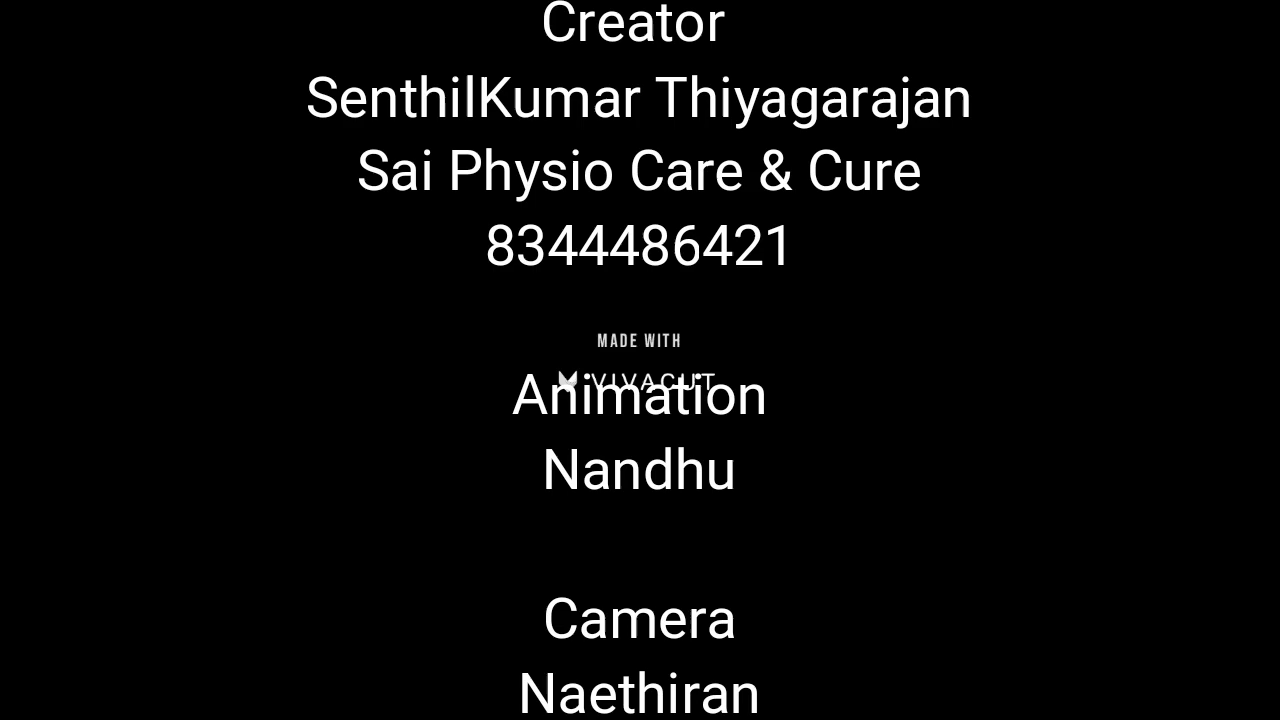 Creator
SenthilKumar Thiyagarajan
Sai Physio Care & Cure
8344486421
MADE WITH
VIVACUT
Animation
Nandhu
Camera
Naethiran